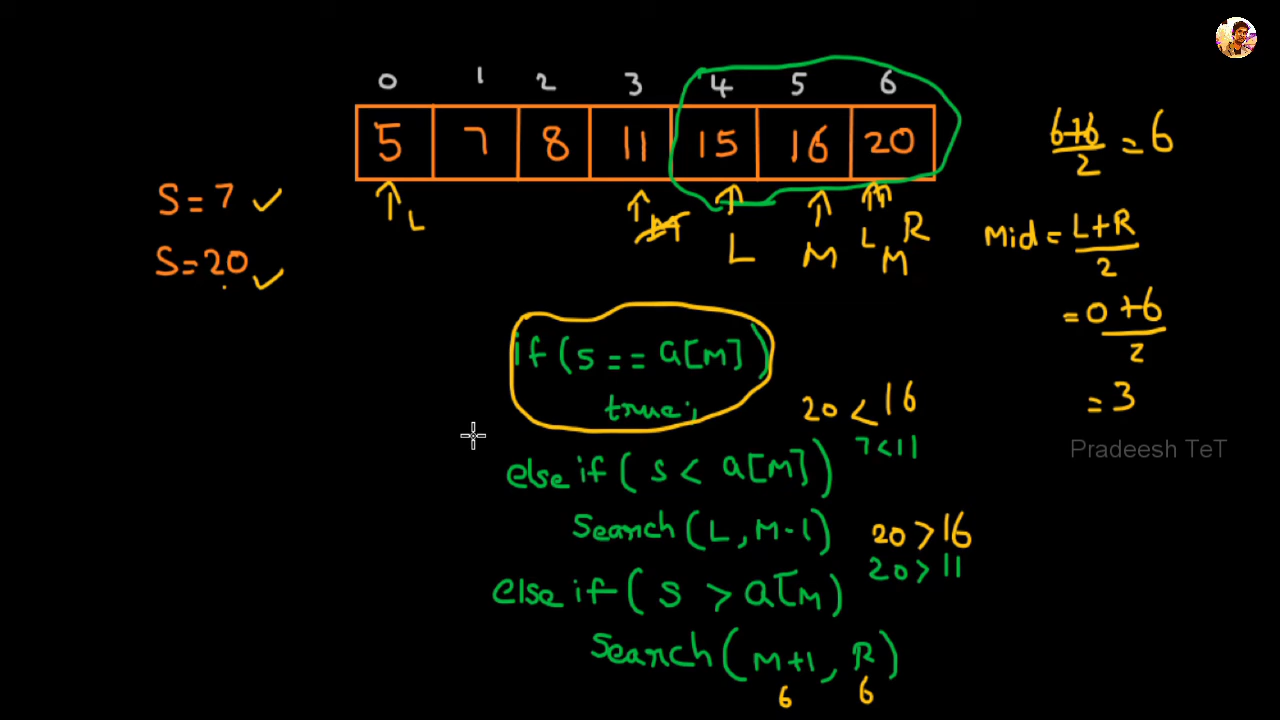 0 1 2 3 4 5 6
5 7 8 11 15 16 20
L M L M L M R
S = 7 ✓
S = 20 ✓
6+6/2 = 6
Mid = L+R/2
= 0+6/2
= 3
if (s == a[M])
true;
20 < 16
else if (s < a[M])
7 < 11
Search (L, M-1)
20 > 16
20 > 11
else if (s > a[M)
Search (M+1, R)
6 6
Pradeesh TeT